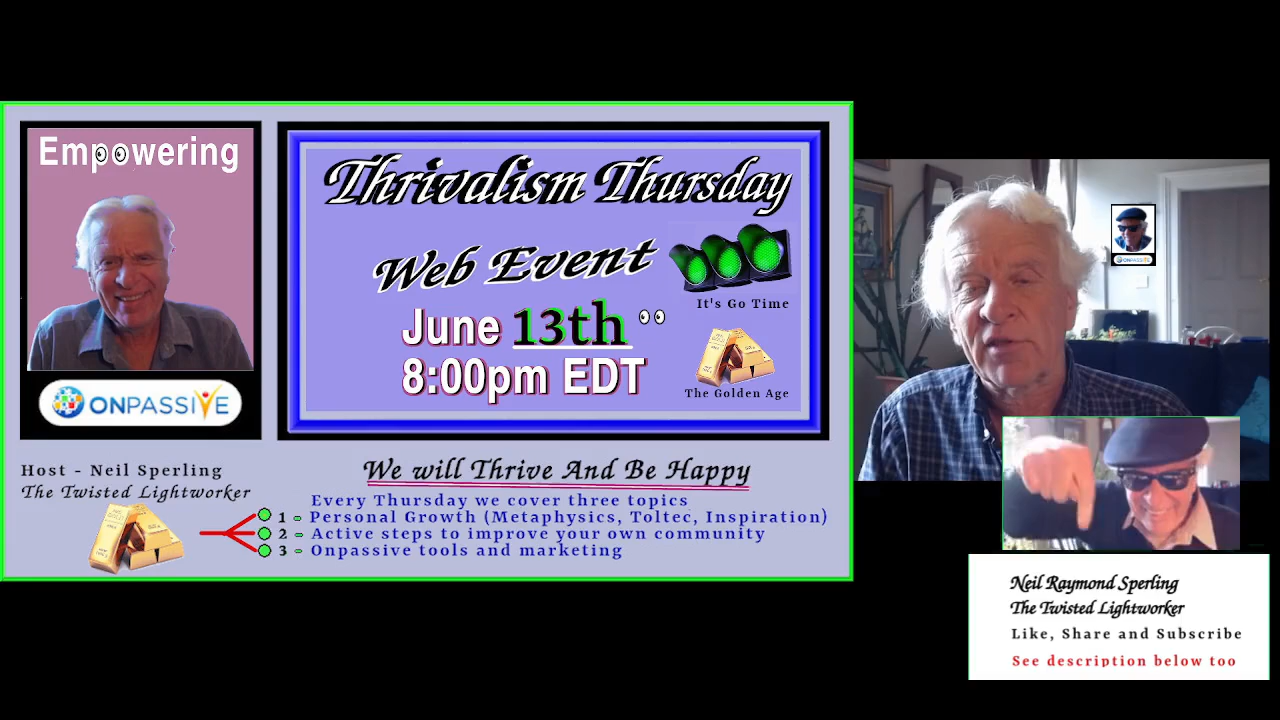 Empowering
ONPASSIVE
Thrivalism Thursday
Web Event
June 13th
8:00pm EDT
It's Go Time
The Golden Age
Host - Neil Sperling
The Twisted Lightworker
We will Thrive And Be Happy
Every Thursday we cover three topics
1 - Personal Growth (Metaphysics, Toltec, Inspiration)
2 - Active steps to improve your own community
3 - Onpassive tools and marketing
ONPASSIVE
Neil Raymond Sperling
The Twisted Lightworker
Like, Share and Subscribe
See description below too